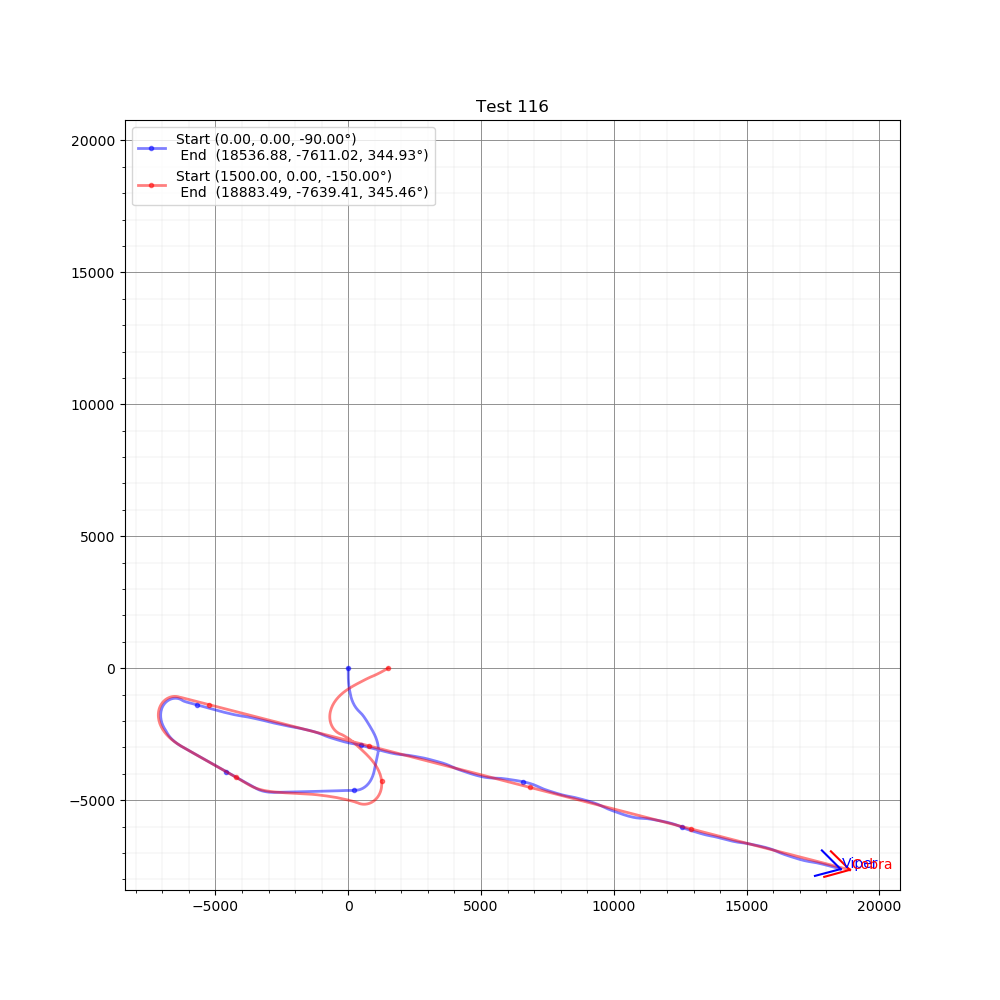 Test 116
Start (0.00, 0.00, -90.00°)
End (18536.88, -7611.02, 344.93°)
Start (1500.00, 0.00, -150.00°)
End (18883.49, -7639.41, 345.46°)
20000
15000
10000
5000
0
−5000
−5000
0
5000
10000
15000
20000
Viper
Cobra